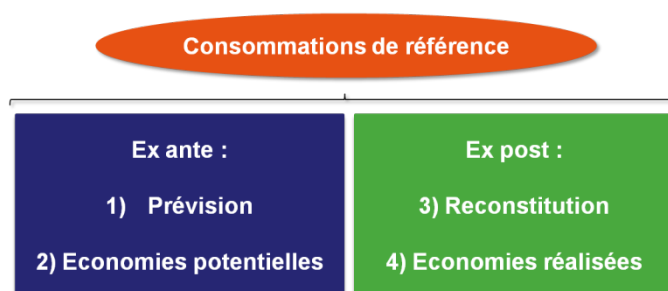 Consommations de référence
Ex ante :
1) Prévision
2) Economies potentielles
Ex post :
3) Reconstitution
4) Economies réalisées